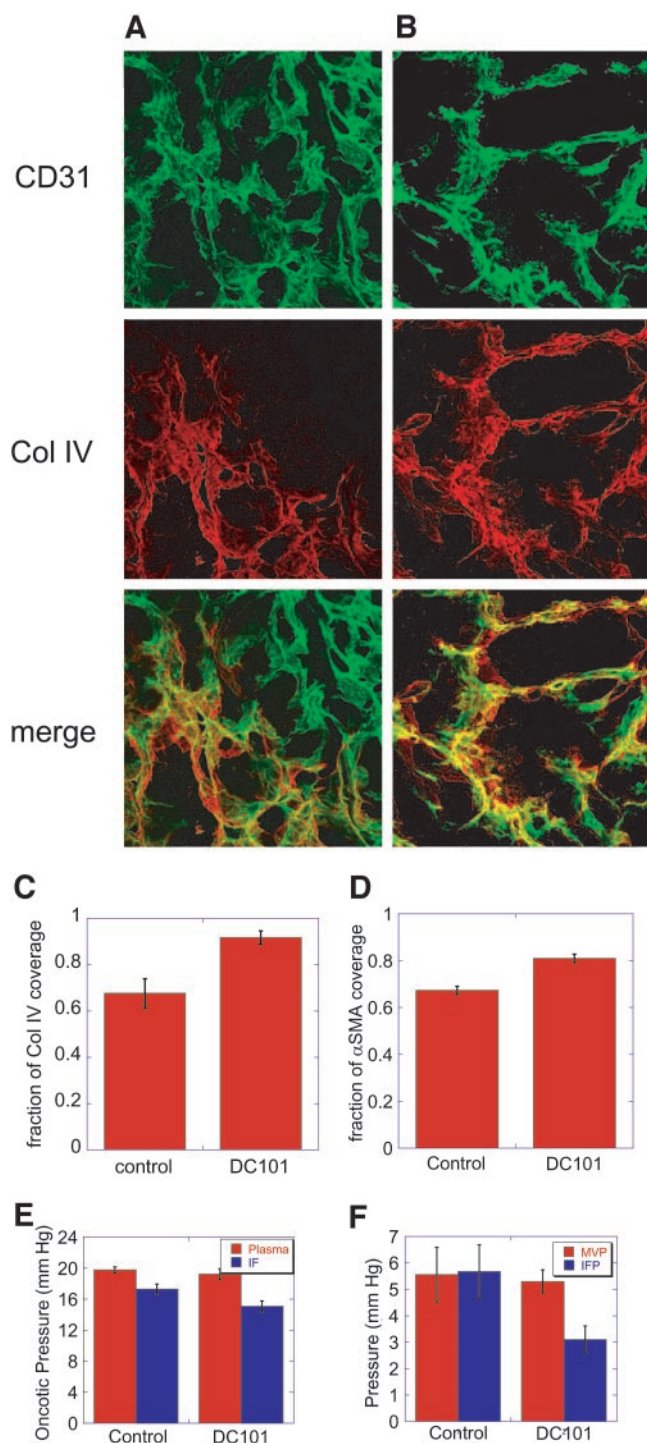 A
B
CD31
Col IV
merge
C
fraction of Col IV coverage
1
0.8
0.6
0.4
0.2
0
control
DC101
D
fraction of αSMA coverage
1
0.8
0.6
0.4
0.2
0
Control
DC101
E
Oncotic Pressure (mm Hg)
24
20
16
12
8
4
0
Plasma
IF
Control
DC101
F
Pressure (mm Hg)
7
6
5
4
3
2
1
0
MVP
IFP
Control
DC101